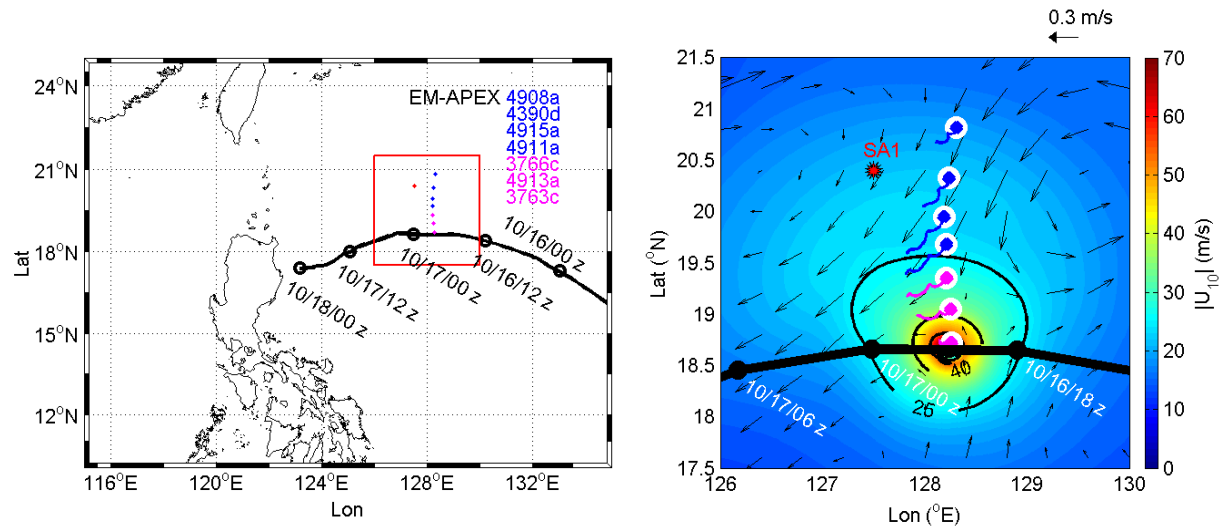 24°N
21°N
18°N
15°N
12°N
Lat
116°E
120°E
124°E
128°E
132°E
Lon
EM-APEX 4908a
4390d
4915a
4911a
3766c
4913a
3763c
10/16/00 z
10/16/12 z
10/17/00 z
10/17/12 z
10/18/00 z
0.3 m/s
21.5
21
20.5
20
19.5
19
18.5
18
17.5
Lat (°N)
126
127
128
129
130
Lon (°E)
SA1
40
25
10/16/18 z
10/17/00 z
10/17/06 z
70
60
50
40
30
20
10
0
|U10| (m/s)